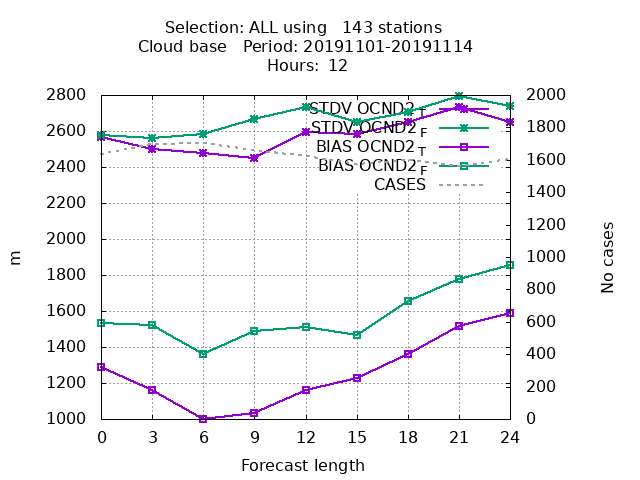 Selection: ALL using   143 stations
Cloud base   Period: 20191101-20191114
Hours: 12
2800
2600
2400
2200
2000
1800
1600
1400
1200
1000
m
STDV OCND2 T
STDV OCND2 F
BIAS OCND2 T
BIAS OCND2 F
CASES
2000
1800
1600
1400
1200
1000
800
600
400
200
0
No cases
0 3 6 9 12 15 18 21 24
Forecast length